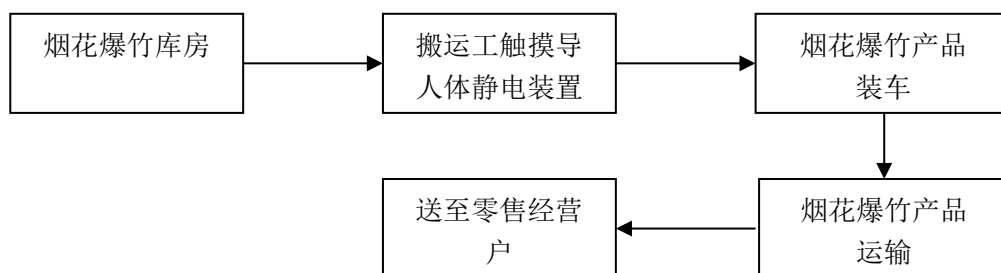 烟花爆竹库房
搬运工触摸导
人体静电装置
烟花爆竹产品
装车
烟花爆竹产品
运输
送至零售经营
户